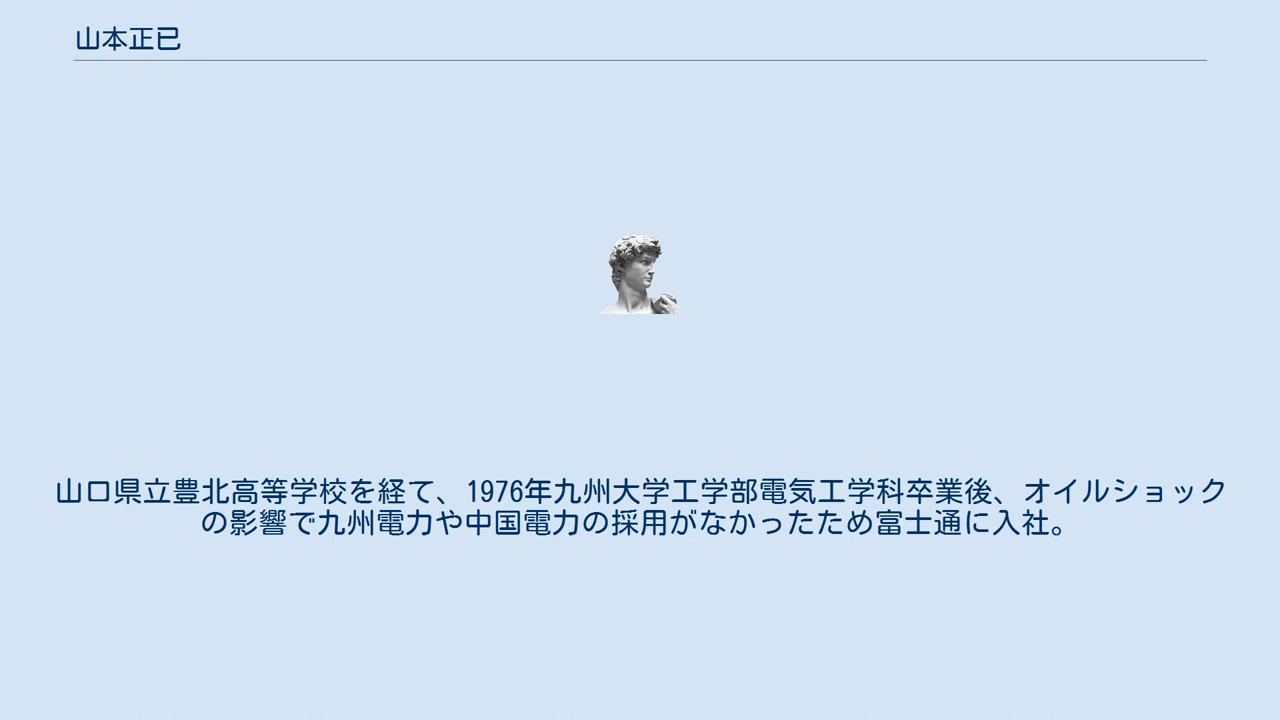 山本正已
山口県立豊北高等学校を経て、1976年九州大学工学部電気工学科卒業後、オイルショック
の影響で九州電力や中国電力の採用がなかったため富士通に入社。